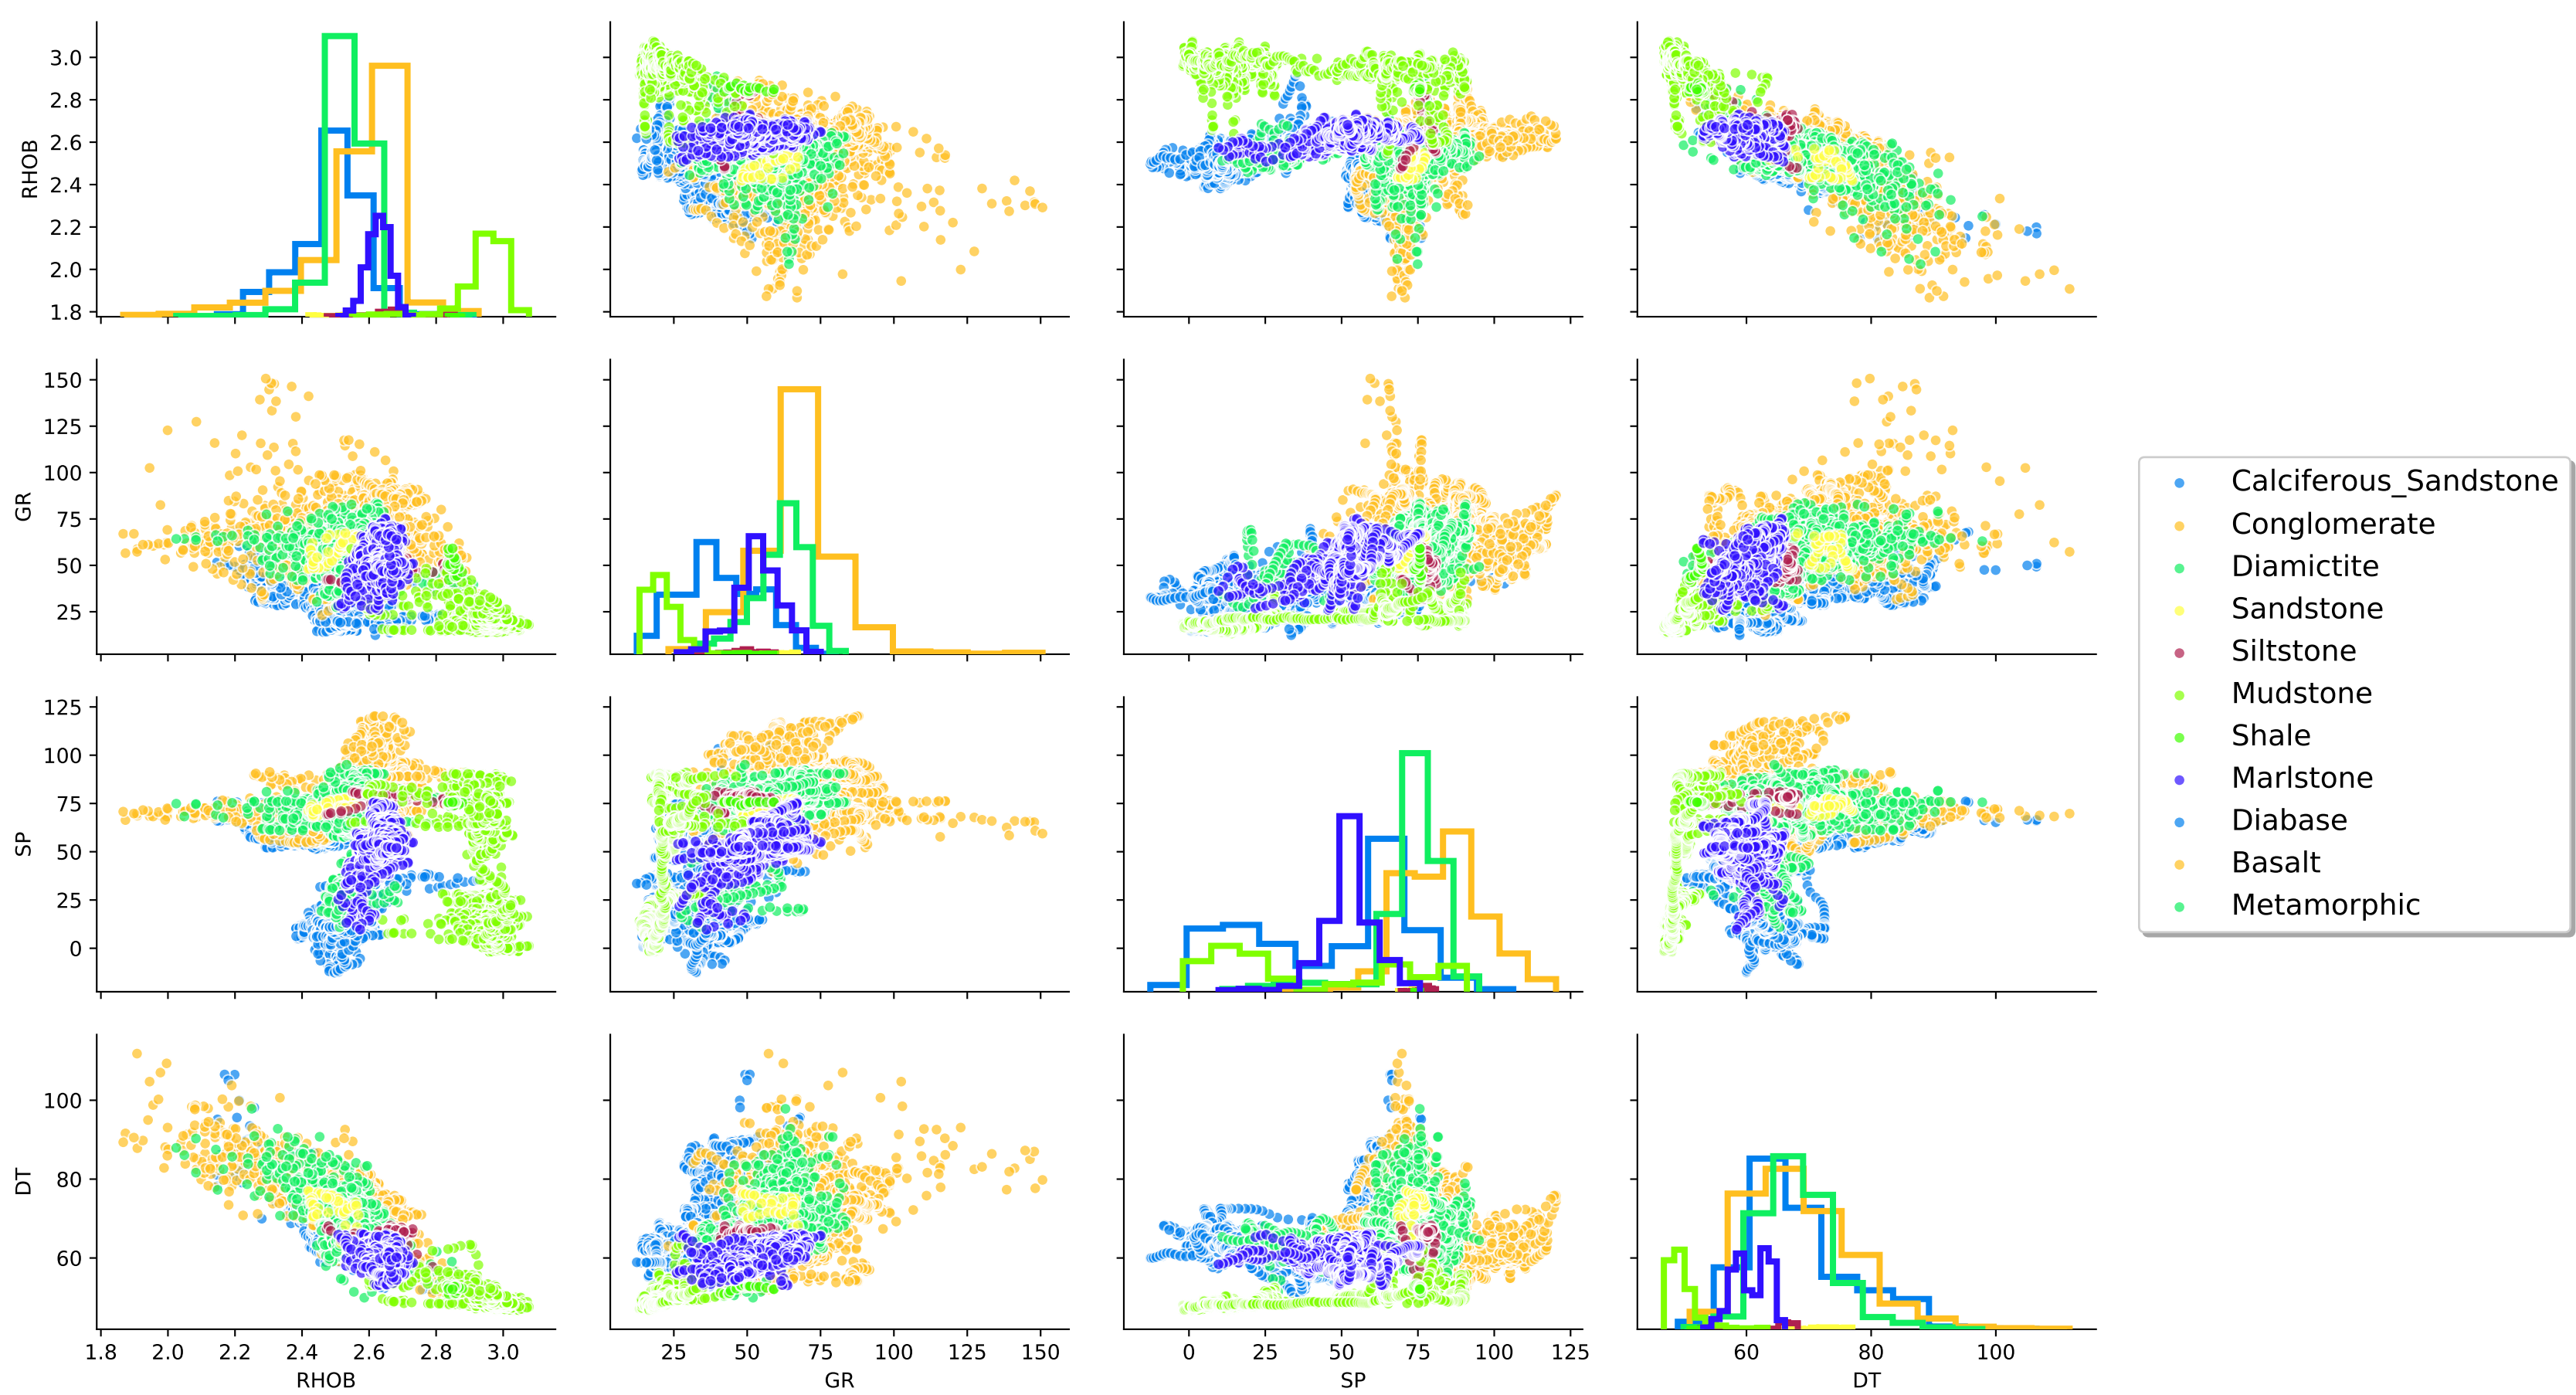 3.0
2.8
2.6
2.4
2.2
2.0
1.8
RHOB
150
125
100
75
50
25
GR
125
100
75
50
25
0
SP
100
80
60
DT
1.8 2.0 2.2 2.4 2.6 2.8 3.0
RHOB
25 50 75 100 125 150
GR
0 25 50 75 100 125
SP
60 80 100
DT
Calciferous_Sandstone
Conglomerate
Diamictite
Sandstone
Siltstone
Mudstone
Shale
Marlstone
Diabase
Basalt
Metamorphic